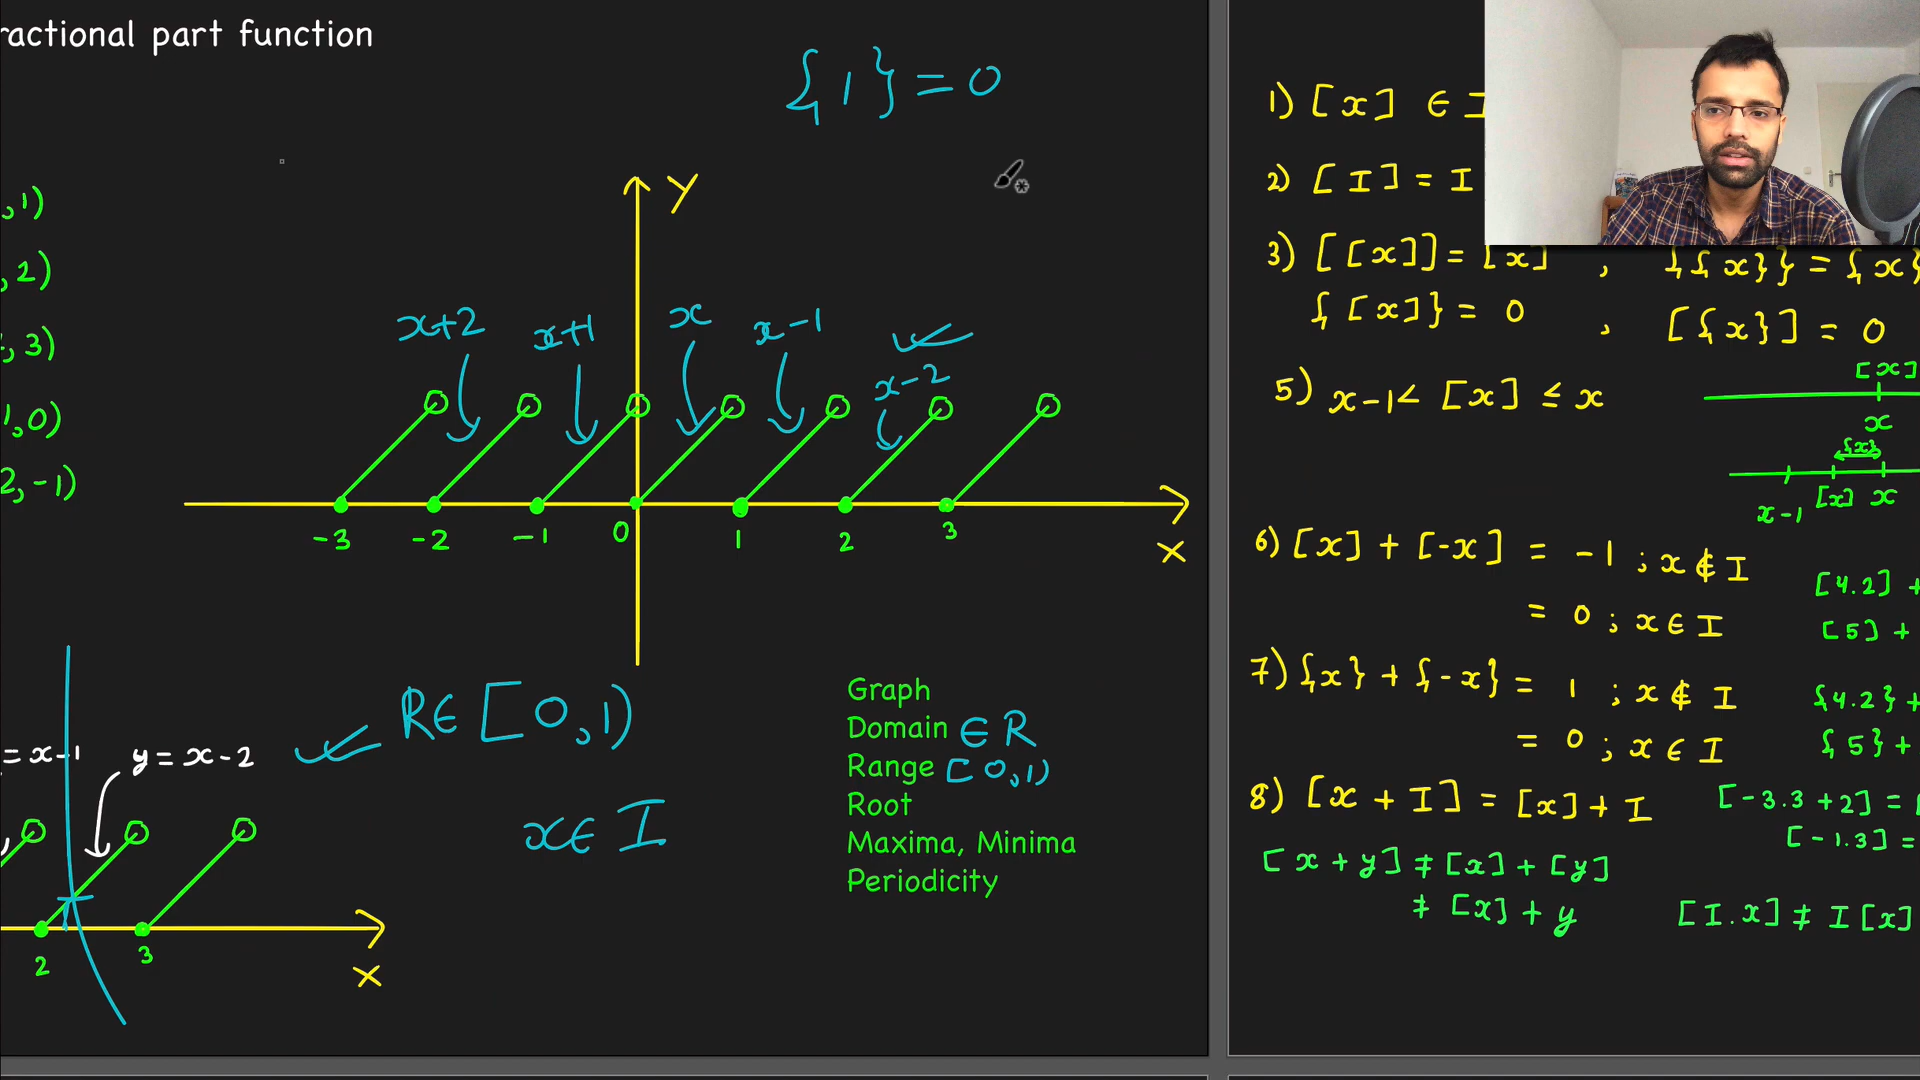 ractional part function
{1} = 0
, 1)
, 2)
, 3)
1, 0)
2, -1)
Y
x+2
x+1
x
x-1
x-2
-3 -2 -1 0 1 2 3
X
R∈ [0,1)
= x-1
y = x-2
x∈ I
2 3
X
Graph
Domain ∈ R
Range [0,1)
Root
Maxima, Minima
Periodicity
1) [x] ∈ I
2) [I] = I
3) [[x]] = [x] , {{x}} = {x}
{[x]} = 0 , [{x}] = 0
5) x-1 < [x] ≤ x
[x]
x
{x}
x-1 [x] x
6) [x] + [-x] = -1 ; x ∉ I
= 0 ; x ∈ I
[4.2] +
[5] +
7) {x} + {-x} = 1 ; x ∉ I
= 0 ; x ∈ I
{4.2} +
{5} +
8) [x + I] = [x] + I
[-3.3 + 2] =
[-1.3] =
[x + y] ≠ [x] + [y]
≠ [x] + y
[I.x] ≠ I[x]